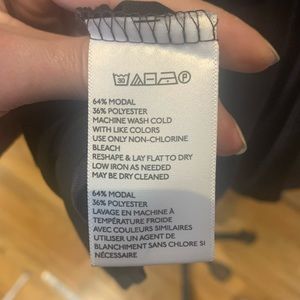 30 P
64% MODAL
36% POLYESTER
MACHINE WASH COLD
WITH LIKE COLORS
USE ONLY NON-CHLORINE
BLEACH
RESHAPE & LAY FLAT TO DRY
LOW IRON AS NEEDED
MAY BE DRY CLEANED
64% MODAL
36% POLYESTER
LAVAGE EN MACHINE À
TEMPÉRATURE FROIDE
AVEC COULEURS SIMILAIRES
UTILISER UN AGENT DE
BLANCHIMENT SANS CHLORE SI
NÉCESSAIRE